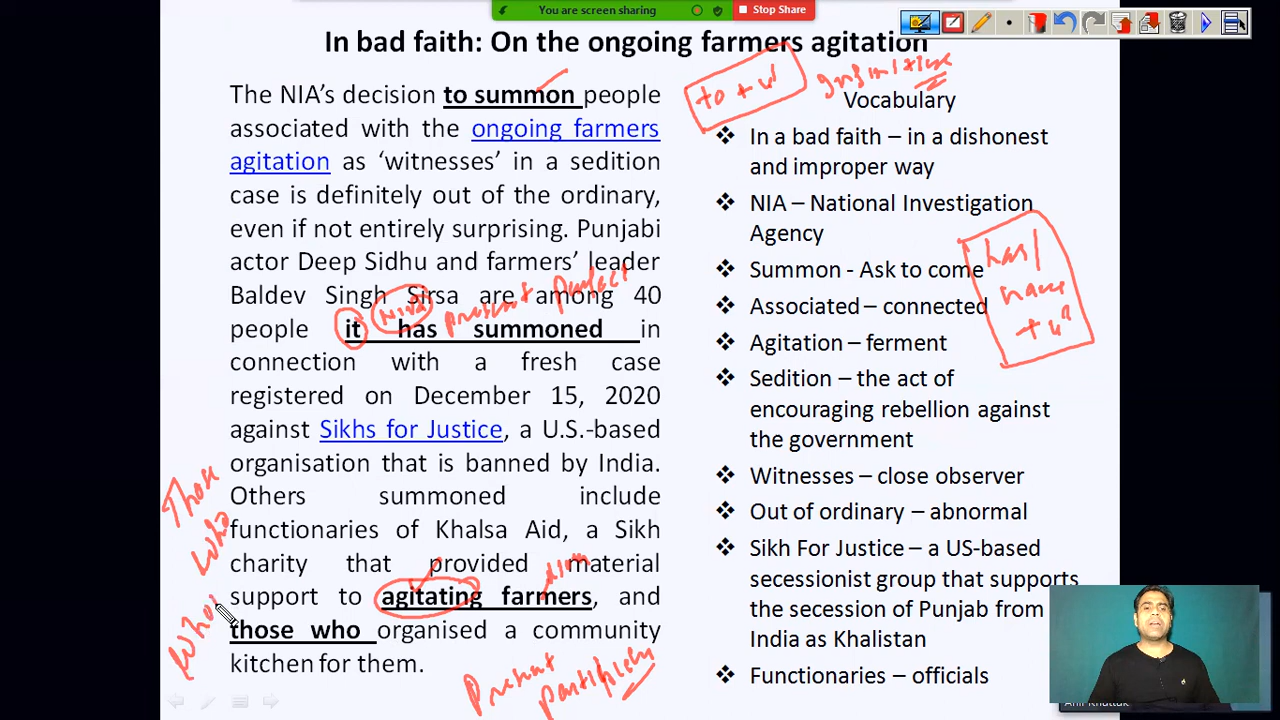 You are screen sharing
Stop Share
In bad faith: On the ongoing farmers agitation
The NIA's decision to summon people
associated with the ongoing farmers
agitation as 'witnesses' in a sedition
case is definitely out of the ordinary,
even if not entirely surprising. Punjabi
actor Deep Sidhu and farmers' leader
Baldev Singh Sirsa are among 40
people it has summoned in
connection with a fresh case
registered on December 15, 2020
against Sikhs for Justice, a U.S.-based
organisation that is banned by India.
Others summoned include
functionaries of Khalsa Aid, a Sikh
charity that provided material
support to agitating farmers, and
those who organised a community
kitchen for them.
to + v1
infinitive
Vocabulary
❖ In a bad faith – in a dishonest
and improper way
❖ NIA – National Investigation
Agency
❖ Summon - Ask to come
❖ Associated – connected
❖ Agitation – ferment
❖ Sedition – the act of
encouraging rebellion against
the government
❖ Witnesses – close observer
❖ Out of ordinary – abnormal
❖ Sikh For Justice – a US-based
secessionist group that supports
the secession of Punjab from
India as Khalistan
❖ Functionaries – officials
has/
have
+ v3
present perfect
Those
who
Present
participle